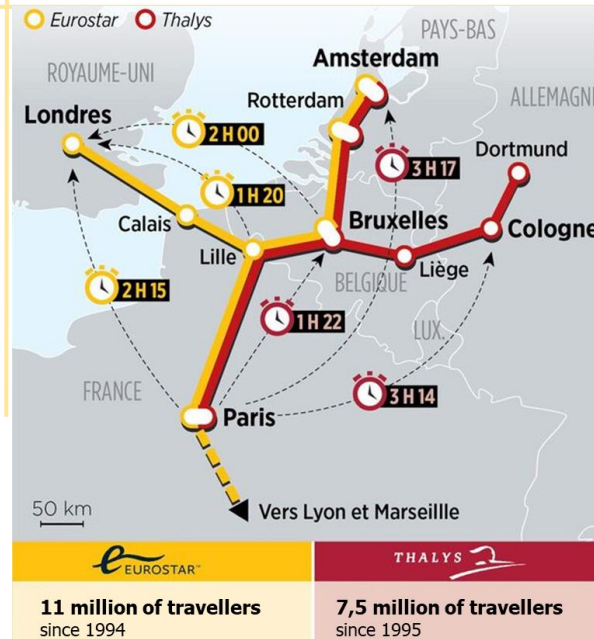 Eurostar Thalys
PAYS-BAS
Amsterdam
ROYAUME-UNI
Rotterdam
ALLEMAGNE
Londres
2 H 00
Dortmund
3 H 17
1 H 20
Calais
Bruxelles
Cologne
Lille
Liège
BELGIQUE
2 H 15
1 H 22
LUX.
FRANCE
3 H 14
Paris
50 km
Vers Lyon et Marseillle
EUROSTAR™
THALYS
11 million of travellers
since 1994
7,5 million of travellers
since 1995